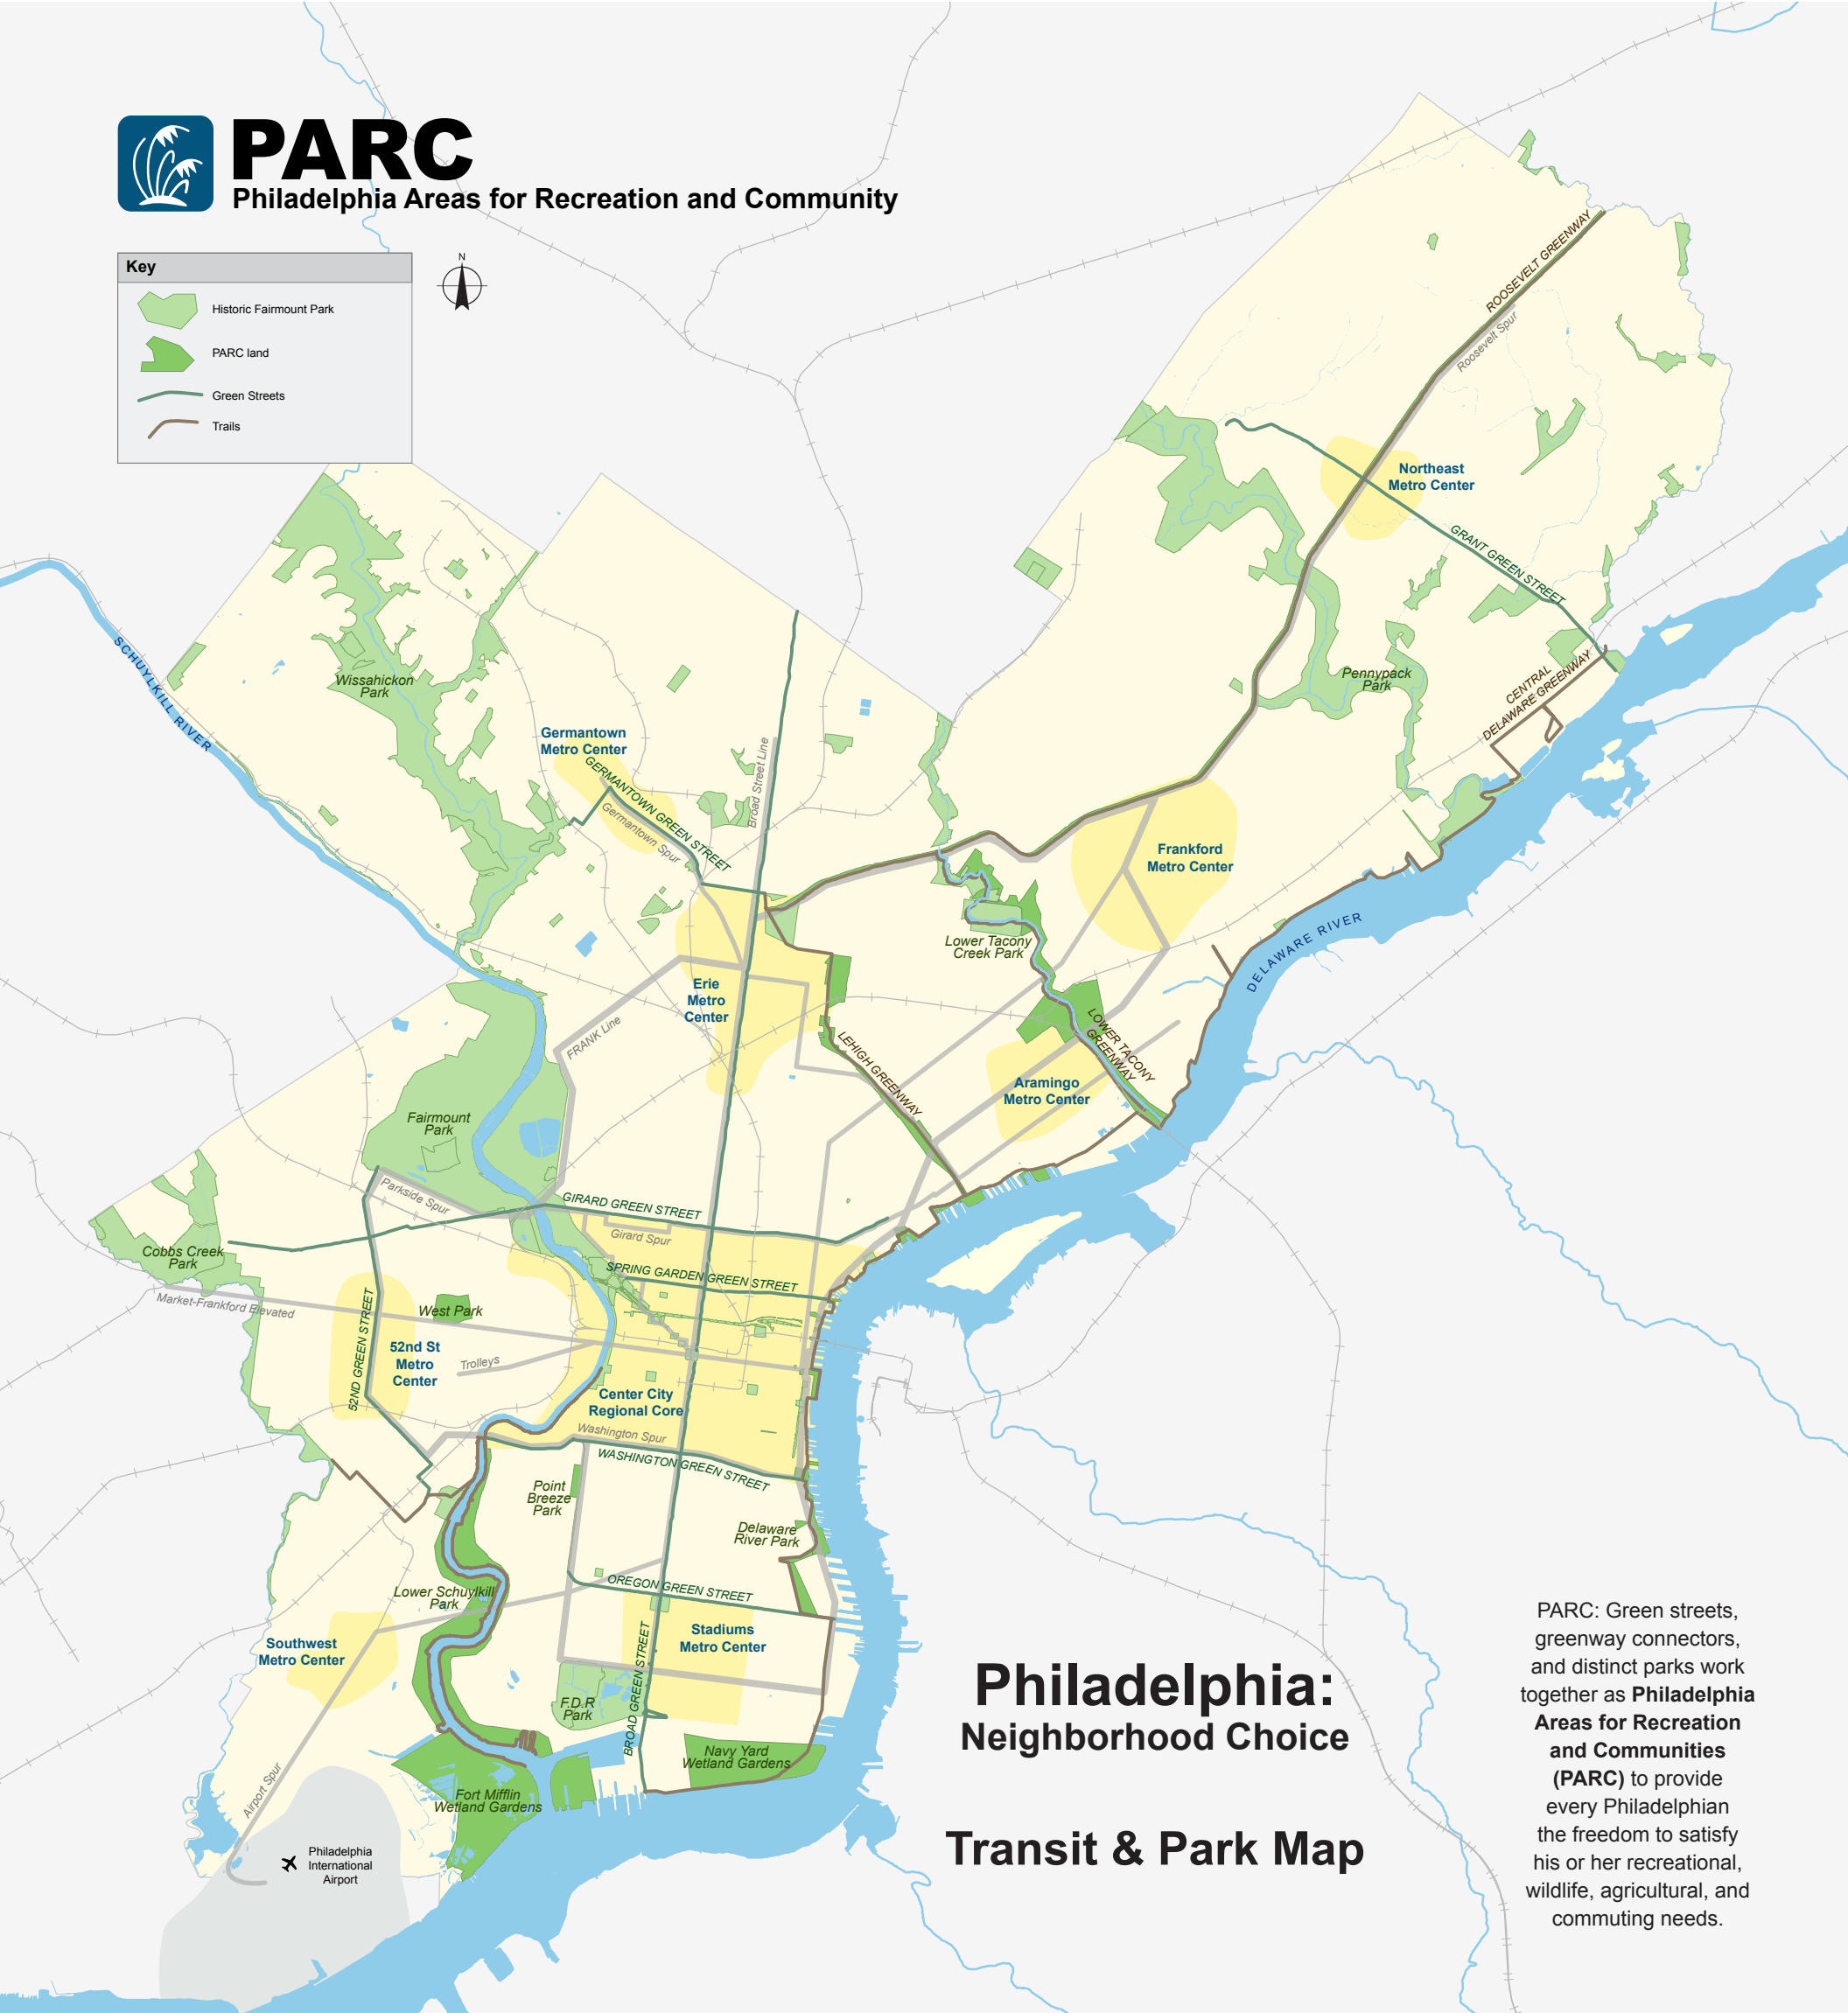 PARC
Philadelphia Areas for Recreation and Community
Key
Historic Fairmount Park
PARC land
Green Streets
Trails
N
ROOSEVELT GREENWAY
Roosevelt Spur
Northeast
Metro Center
GRANT GREEN STREET
SCHUYLKILL RIVER
Wissahickon
Park
Pennypack
Park
CENTRAL
DELAWARE GREENWAY
Germantown
Metro Center
GERMANTOWN GREEN STREET
Germantown Spur
Broad Street Line
Frankford
Metro Center
Lower Tacony
Creek Park
DELAWARE RIVER
Erie
Metro
Center
FRANK Line
LEHIGH GREENWAY
LOWER TACONY
GREENWAY
Aramingo
Metro Center
Fairmount
Park
Parkside Spur
GIRARD GREEN STREET
Girard Spur
Cobbs Creek
Park
SPRING GARDEN GREEN STREET
Market-Frankford Elevated
West Park
52ND GREEN STREET
52nd St
Metro
Center
Trolleys
Center City
Regional Core
Washington Spur
WASHINGTON GREEN STREET
Point
Breeze
Park
Delaware
River Park
Lower Schuylkill
Park
OREGON GREEN STREET
Southwest
Metro Center
Stadiums
Metro Center
BROAD GREEN STREET
F.D.R
Park
Navy Yard
Wetland Gardens
Fort Mifflin
Wetland Gardens
Airport Spur
Philadelphia
International
Airport
Philadelphia:
Neighborhood Choice
Transit & Park Map
PARC: Green streets,
greenway connectors,
and distinct parks work
together as Philadelphia
Areas for Recreation
and Communities
(PARC) to provide
every Philadelphian
the freedom to satisfy
his or her recreational,
wildlife, agricultural, and
commuting needs.